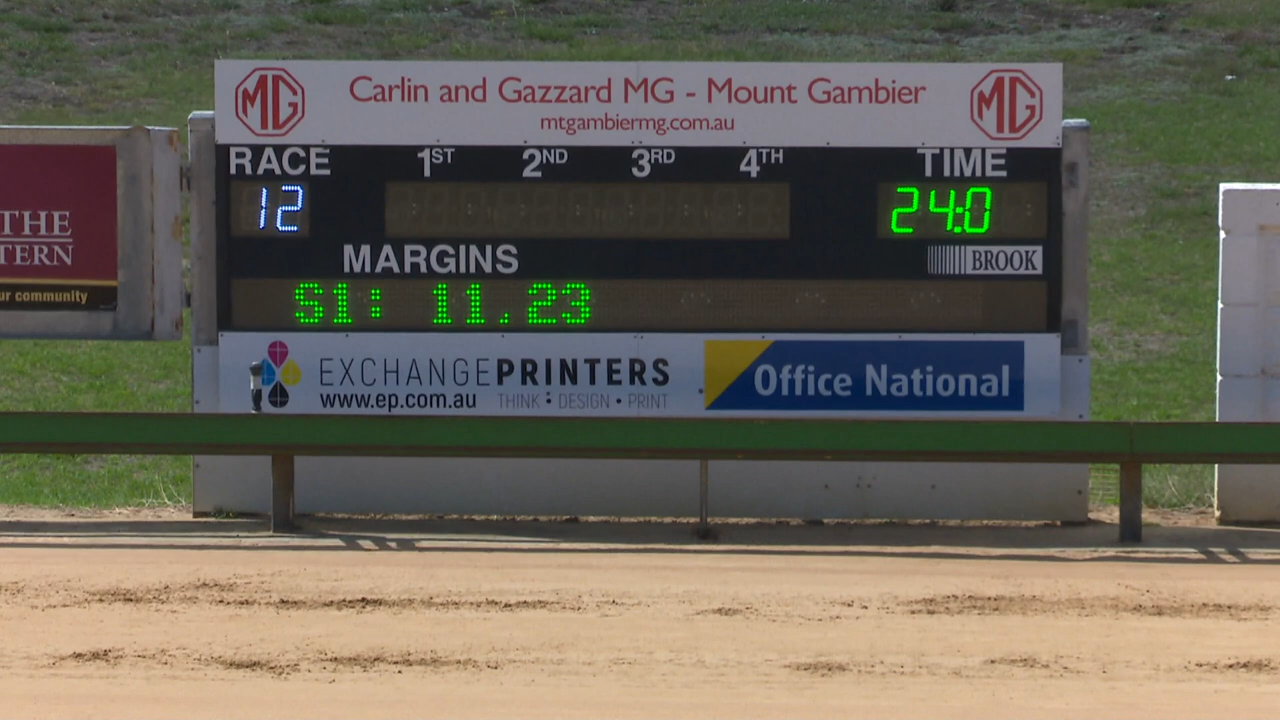 MG Carlin and Gazzard MG - Mount Gambier MG
mtgambiermg.com.au
RACE 1ST 2ND 3RD 4TH TIME
12 24:0
MARGINS BROOK
S1: 11.23
THE
TERN
ur community
EXCHANGEPRINTERS
www.ep.com.au THINK : DESIGN • PRINT
Office National